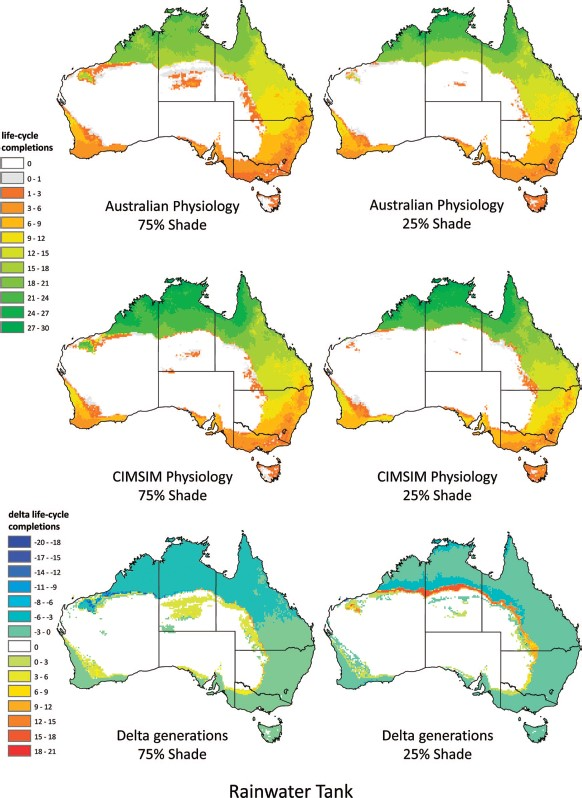 life-cycle
completions
0
0 - 1
1 - 3
3 - 6
6 - 9
9 - 12
12 - 15
15 - 18
18 - 21
21 - 24
24 - 27
27 - 30
Australian Physiology
75% Shade
Australian Physiology
25% Shade
CIMSIM Physiology
75% Shade
CIMSIM Physiology
25% Shade
delta life-cycle
completions
-20 - -18
-17 - -15
-14 - -12
-11 - -9
-8 - -6
-6 - -3
-3 - 0
0
0 - 3
3 - 6
6 - 9
9 - 12
12 - 15
15 - 18
18 - 21
Delta generations
75% Shade
Delta generations
25% Shade
Rainwater Tank